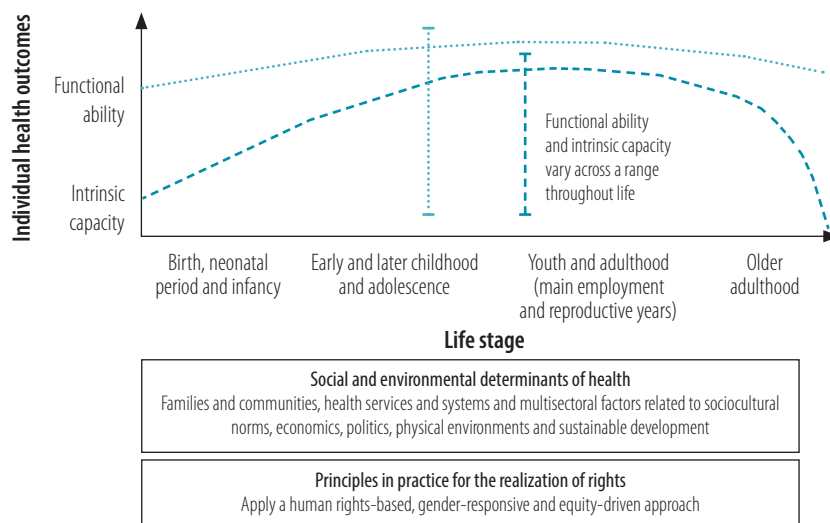 Individual health outcomes
Functional
ability
Intrinsic
capacity
Functional ability
and intrinsic capacity
vary across a range
throughout life
Birth, neonatal
period and infancy
Early and later childhood
and adolescence
Youth and adulthood
(main employment
and reproductive years)
Older
adulthood
Life stage
Social and environmental determinants of health
Families and communities, health services and systems and multisectoral factors related to sociocultural
norms, economics, politics, physical environments and sustainable development
Principles in practice for the realization of rights
Apply a human rights-based, gender-responsive and equity-driven approach